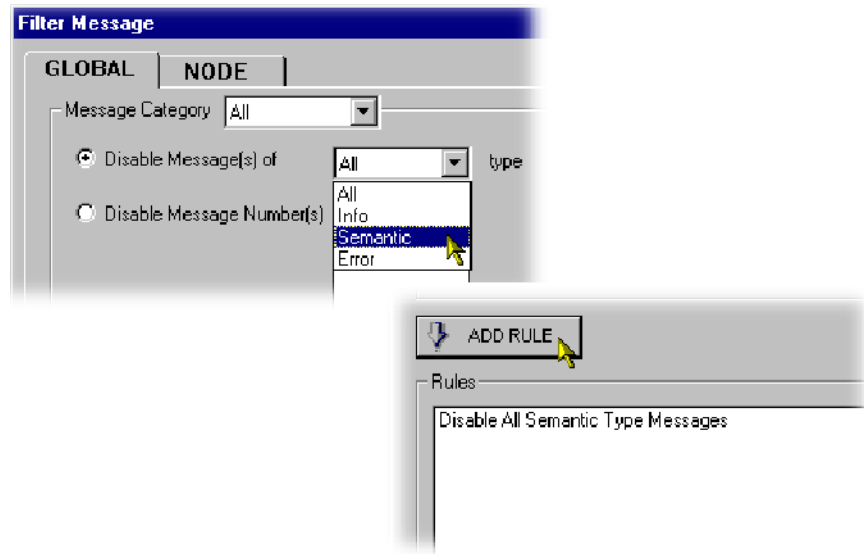 Filter Message
GLOBAL NODE
Message Category All
Disable Message(s) of All type
All
Disable Message Number(s) Info
Semantic
Error
ADD RULE
Rules
Disable All Semantic Type Messages